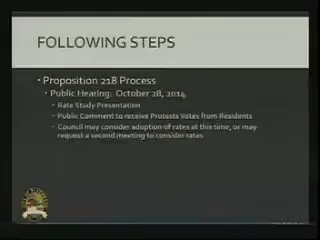 FOLLOWING STEPS
Proposition 218 Process
Public Hearing: October 28, 2014
Rate Study Presentation
Public Comment to receive Protests Votes from Residents
Council may consider adoption of rates at this time, or may
request a second meeting to consider rates